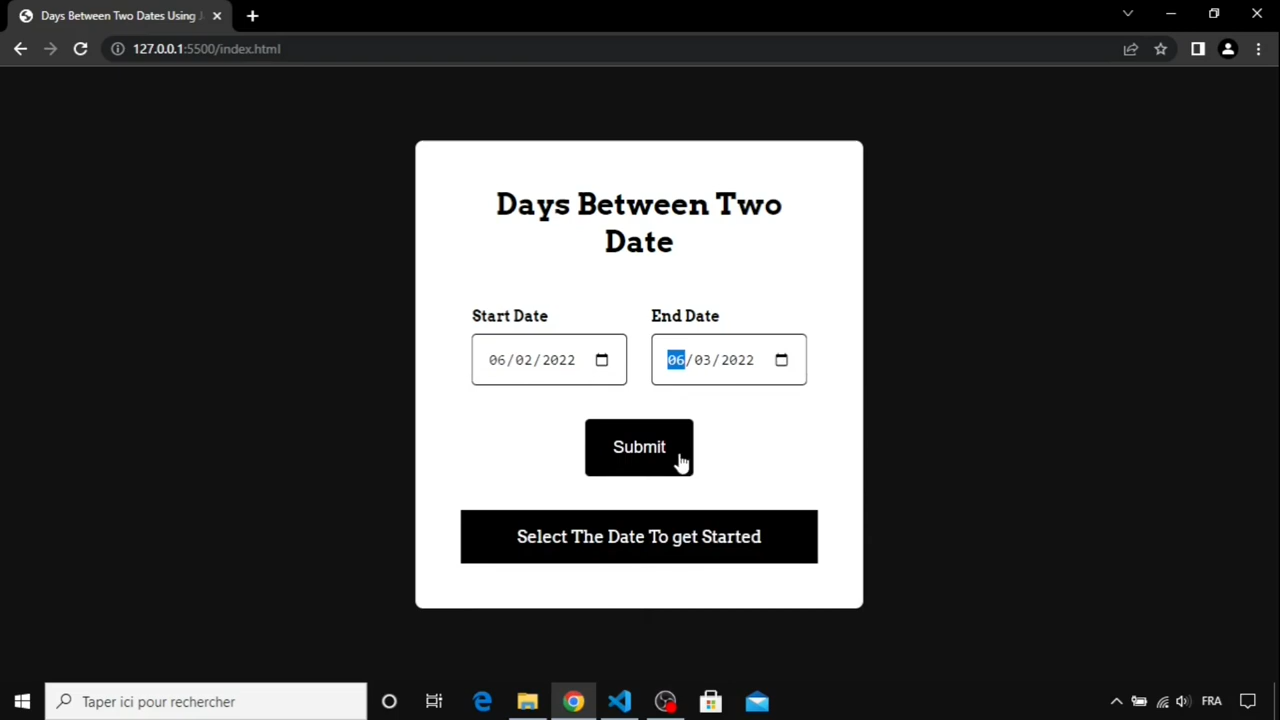 Days Between Two Dates Using
127.0.0.1:5500/index.html
Days Between Two
Date
Start Date
End Date
06/02/2022
06/03/2022
Submit
Select The Date To get Started
Taper ici pour rechercher
FRA